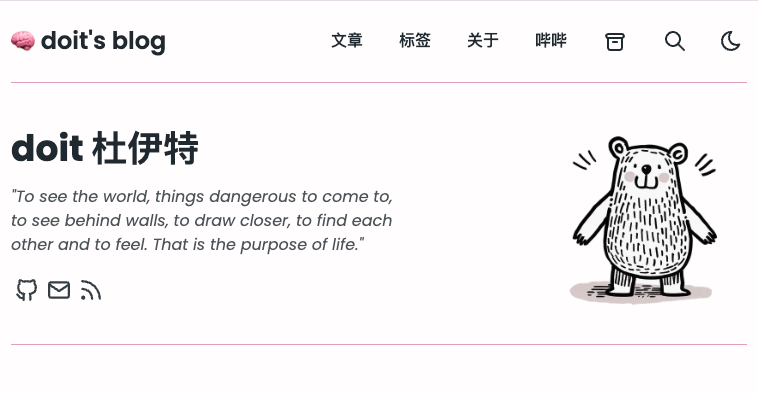 doit's blog
文章 标签 关于 哔哔
doit 杜伊特
"To see the world, things dangerous to come to,
to see behind walls, to draw closer, to find each
other and to feel. That is the purpose of life."